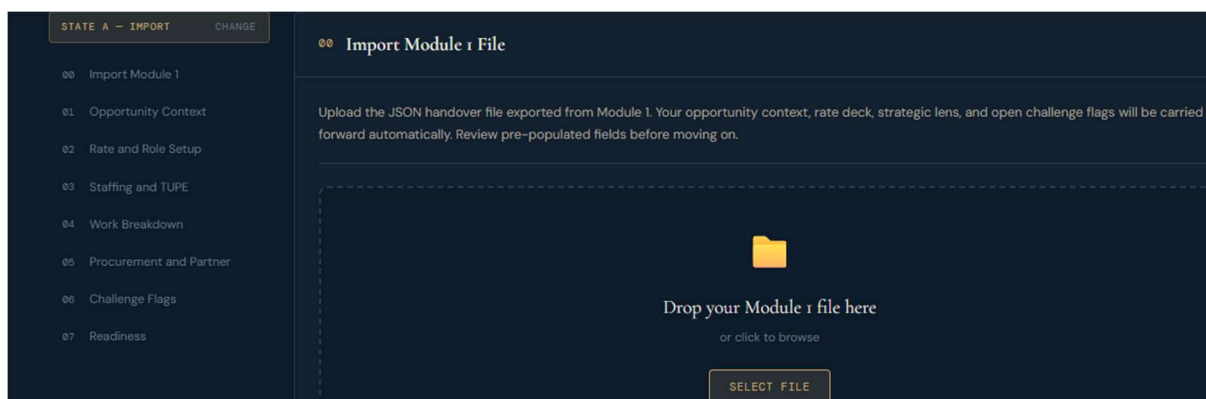 STATE A — IMPORT CHANGE
00 Import Module 1
01 Opportunity Context
02 Rate and Role Setup
03 Staffing and TUPE
04 Work Breakdown
05 Procurement and Partner
06 Challenge Flags
07 Readiness
00 Import Module 1 File
Upload the JSON handover file exported from Module 1. Your opportunity context, rate deck, strategic lens, and open challenge flags will be carried
forward automatically. Review pre-populated fields before moving on.
Drop your Module 1 file here
or click to browse
SELECT FILE